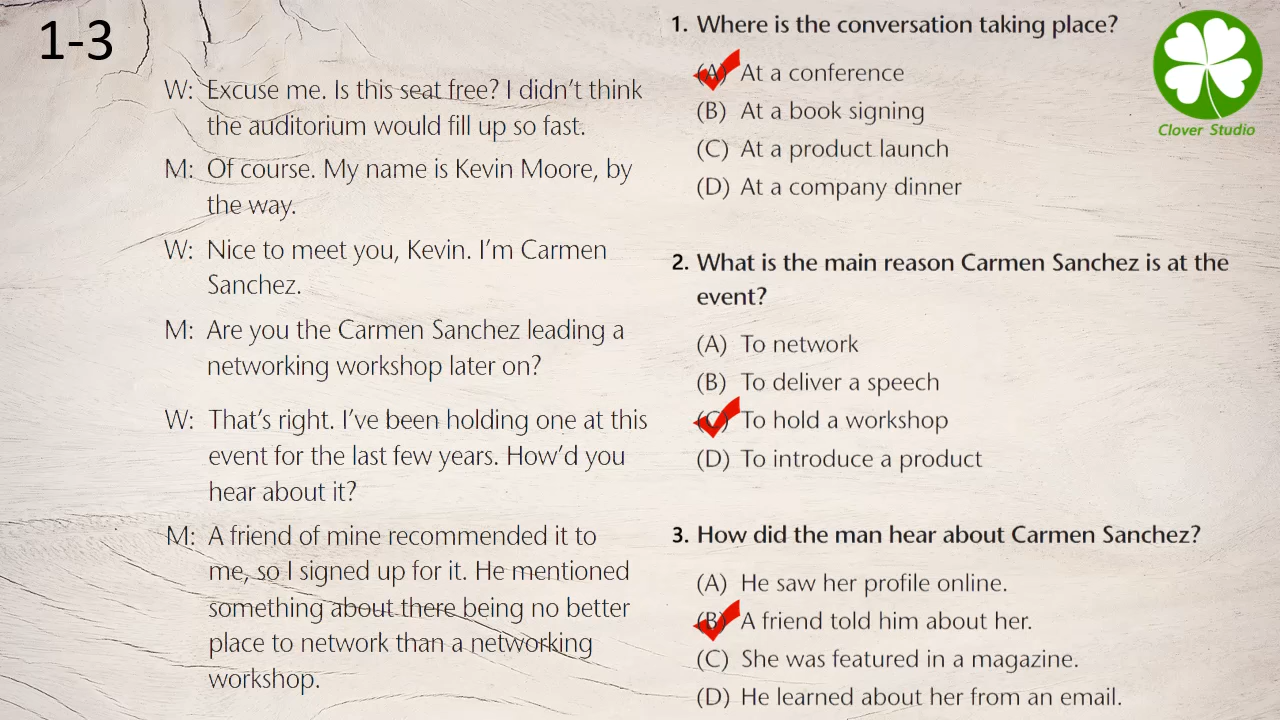 1-3
W: Excuse me. Is this seat free? I didn't think
the auditorium would fill up so fast.
M: Of course. My name is Kevin Moore, by
the way.
W: Nice to meet you, Kevin. I'm Carmen
Sanchez.
M: Are you the Carmen Sanchez leading a
networking workshop later on?
W: That's right. I've been holding one at this
event for the last few years. How'd you
hear about it?
M: A friend of mine recommended it to
me, so I signed up for it. He mentioned
something about there being no better
place to network than a networking
workshop.
1. Where is the conversation taking place?
(A) At a conference
(B) At a book signing
(C) At a product launch
(D) At a company dinner
2. What is the main reason Carmen Sanchez is at the
event?
(A) To network
(B) To deliver a speech
(C) To hold a workshop
(D) To introduce a product
3. How did the man hear about Carmen Sanchez?
(A) He saw her profile online.
(B) A friend told him about her.
(C) She was featured in a magazine.
(D) He learned about her from an email.
Clover Studio